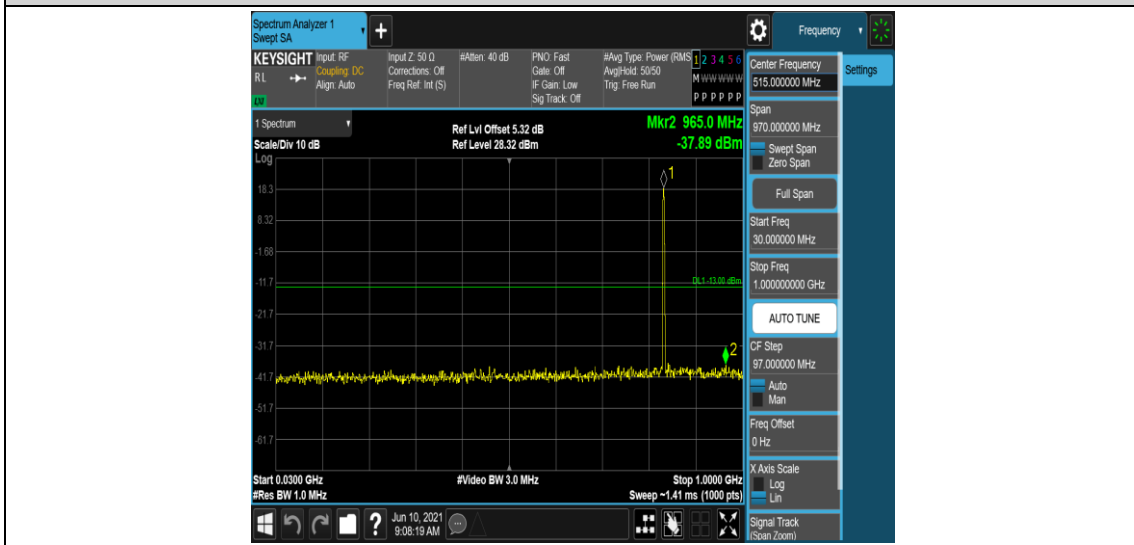 Spectrum Analyzer 1
Swept SA
+
Frequency
KEYSIGHT
RL
LXI
Input: RF
Coupling: DC
Align: Auto
Input Z: 50 Ω
Corrections: Off
Freq Ref: Int (S)
#Atten: 40 dB
PNO: Fast
Gate: Off
IF Gain: Low
Sig Track: Off
#Avg Type: Power (RMS
Avg|Hold: 50/50
Trig: Free Run
1 2 3 4 5 6
M W W W W W
P P P P P P
1 Spectrum
Scale/Div 10 dB
Log
Ref Lvl Offset 5.32 dB
Ref Level 28.32 dBm
Mkr2 965.0 MHz
-37.89 dBm
1
18.3
8.32
-1.68
-11.7
DL1 -13.00 dBm
-21.7
-31.7
2
-41.7
-51.7
-61.7
Start 0.0300 GHz
#Res BW 1.0 MHz
#Video BW 3.0 MHz
Stop 1.0000 GHz
Sweep ~1.41 ms (1000 pts)
Center Frequency
515.000000 MHz
Settings
Span
970.000000 MHz
Swept Span
Zero Span
Full Span
Start Freq
30.000000 MHz
Stop Freq
1.000000000 GHz
AUTO TUNE
CF Step
97.000000 MHz
Auto
Man
Freq Offset
0 Hz
X Axis Scale
Log
Lin
Signal Track
(Span Zoom)
?
Jun 10, 2021
9:08:19 AM